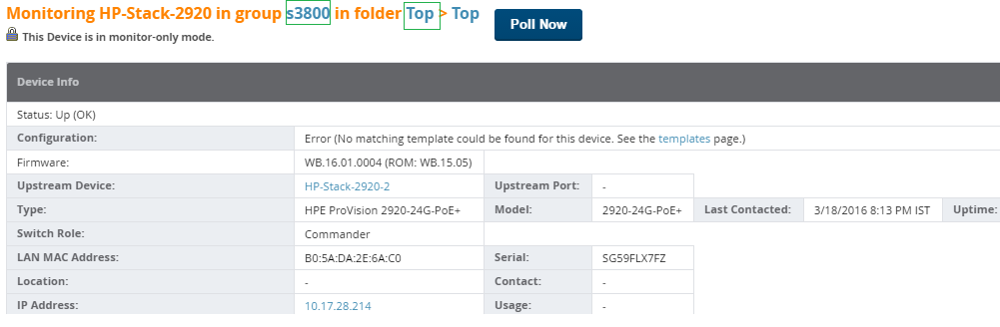 Monitoring HP-Stack-2920 in group s3800 in folder Top > Top
Poll Now
This Device is in monitor-only mode.
Device Info
Status: Up (OK)
Configuration: Error (No matching template could be found for this device. See the templates page.)
Firmware: WB.16.01.0004 (ROM: WB.15.05)
Upstream Device: HP-Stack-2920-2 Upstream Port: -
Type: HPE ProVision 2920-24G-PoE+ Model: 2920-24G-PoE+ Last Contacted: 3/18/2016 8:13 PM IST Uptime:
Switch Role: Commander
LAN MAC Address: B0:5A:DA:2E:6A:C0 Serial: SG59FLX7FZ
Location: - Contact: -
IP Address: 10.17.28.214 Usage: -